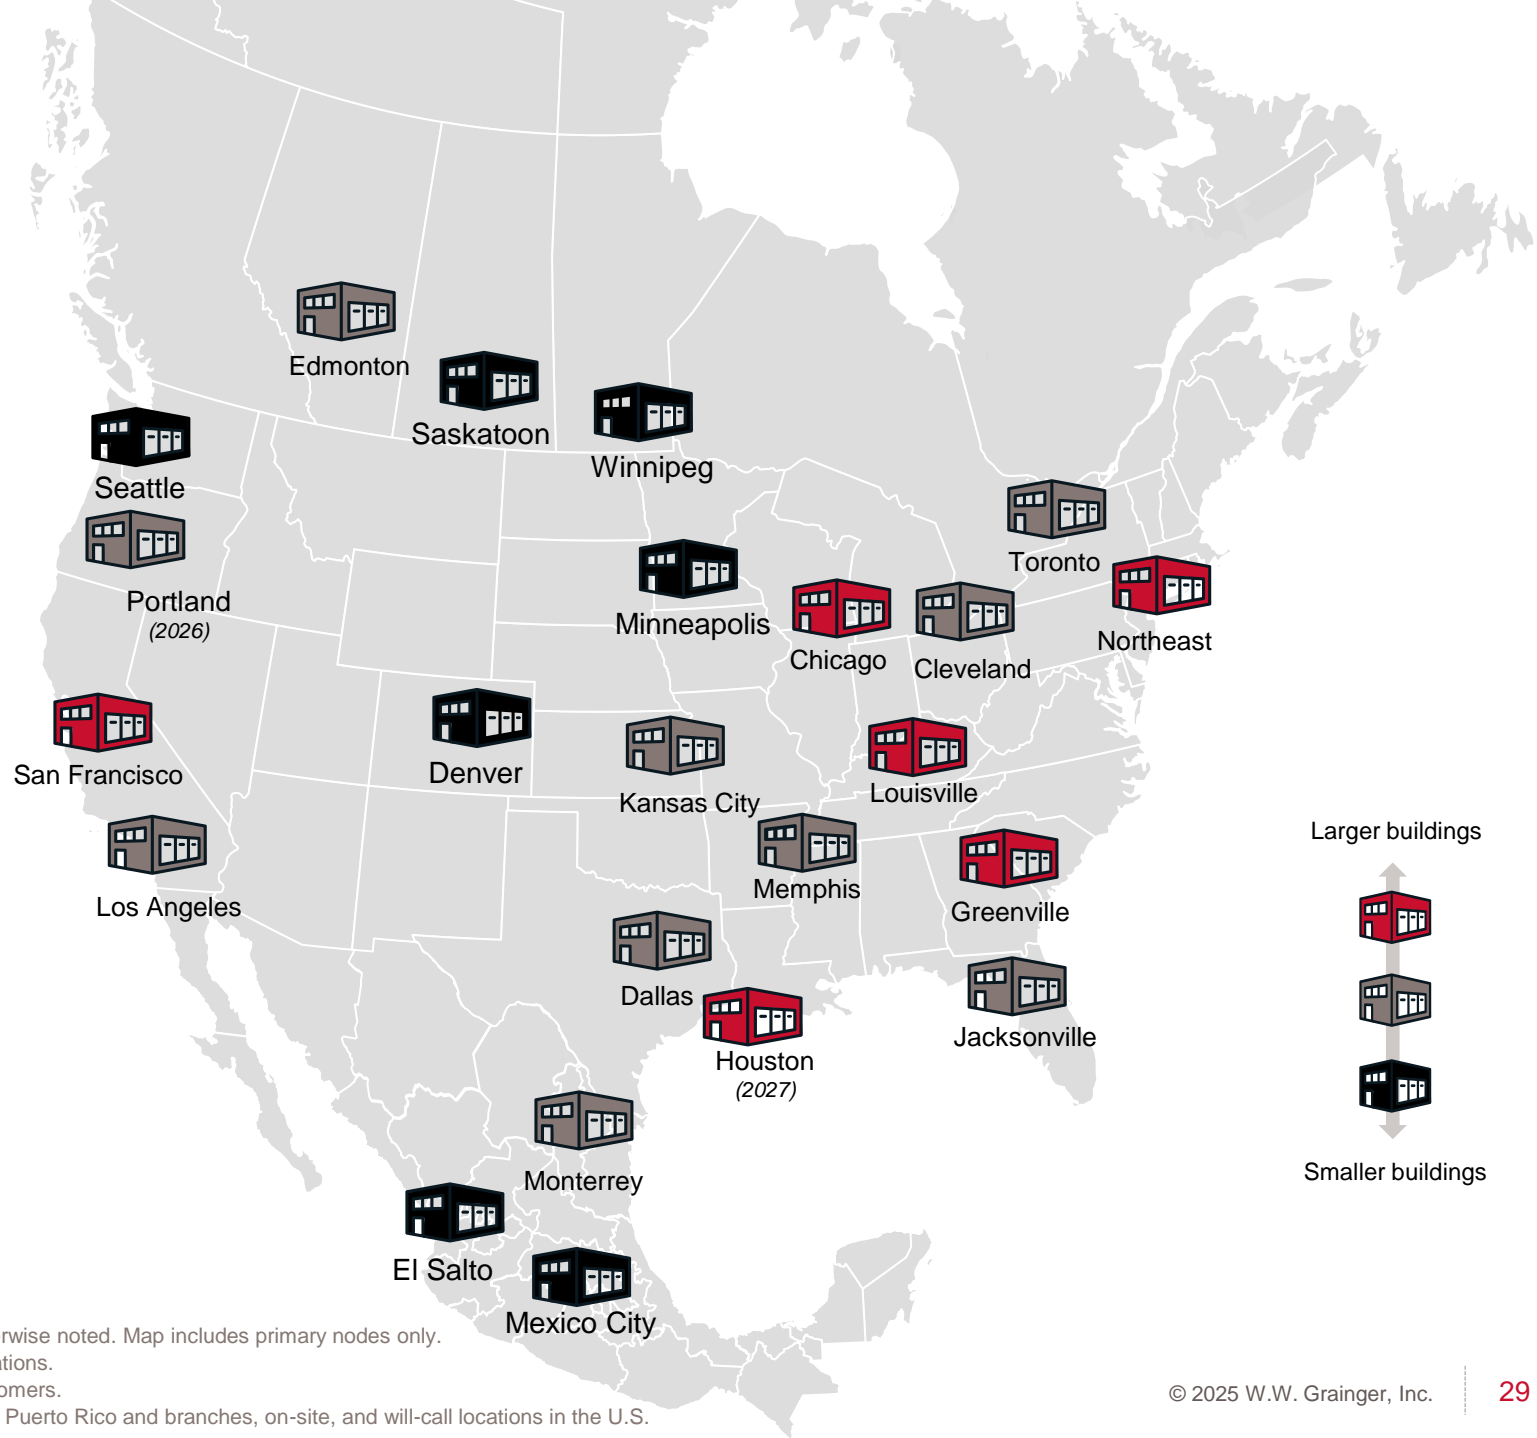 Edmonton
Saskatoon
Winnipeg
Seattle
Portland
(2026)
Toronto
Minneapolis
Chicago
Cleveland
Northeast
San Francisco
Denver
Kansas City
Louisville
Los Angeles
Memphis
Greenville
Dallas
Houston
(2027)
Jacksonville
Monterrey
El Salto
Mexico City
Larger buildings
Smaller buildings
rwise noted. Map includes primary nodes only.
ations.
omers.
Puerto Rico and branches, on-site, and will-call locations in the U.S.
© 2025 W.W. Grainger, Inc.
29